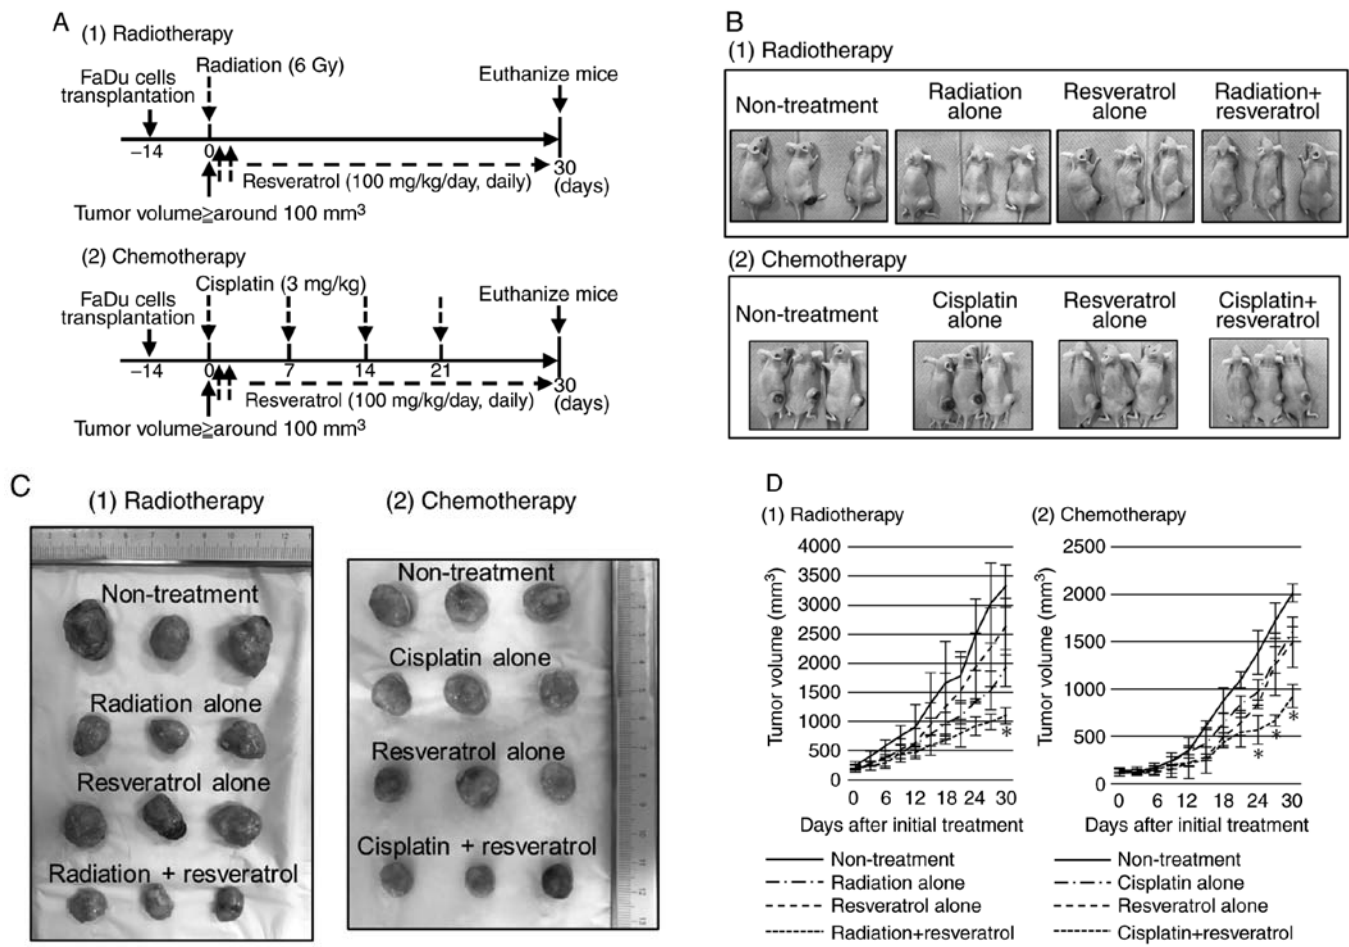 A
(1) Radiotherapy
Radiation (6 Gy)
FaDu cells
transplantation
Euthanize mice
−14
0
30
(days)
Resveratrol (100 mg/kg/day, daily)
Tumor volume≧around 100 mm3
(2) Chemotherapy
Cisplatin (3 mg/kg)
FaDu cells
transplantation
Euthanize mice
−14
0
7
14
21
30
(days)
Resveratrol (100 mg/kg/day, daily)
Tumor volume≧around 100 mm3
B
(1) Radiotherapy
Non-treatment
Radiation
alone
Resveratrol
alone
Radiation+
resveratrol
(2) Chemotherapy
Non-treatment
Cisplatin
alone
Resveratrol
alone
Cisplatin+
resveratrol
C
(1) Radiotherapy
Non-treatment
Radiation alone
Resveratrol alone
Radiation + resveratrol
(2) Chemotherapy
Non-treatment
Cisplatin alone
Resveratrol alone
Cisplatin + resveratrol
D
(1) Radiotherapy
Tumor volume (mm3)
4000
3500
3000
2500
2000
1500
1000
500
0
*
0 6 12 18 24 30
Days after initial treatment
Non-treatment
Radiation alone
Resveratrol alone
Radiation+resveratrol
(2) Chemotherapy
Tumor volume (mm3)
2500
2000
1500
1000
500
0
* * *
0 6 12 18 24 30
Days after initial treatment
Non-treatment
Cisplatin alone
Resveratrol alone
Cisplatin+resveratrol